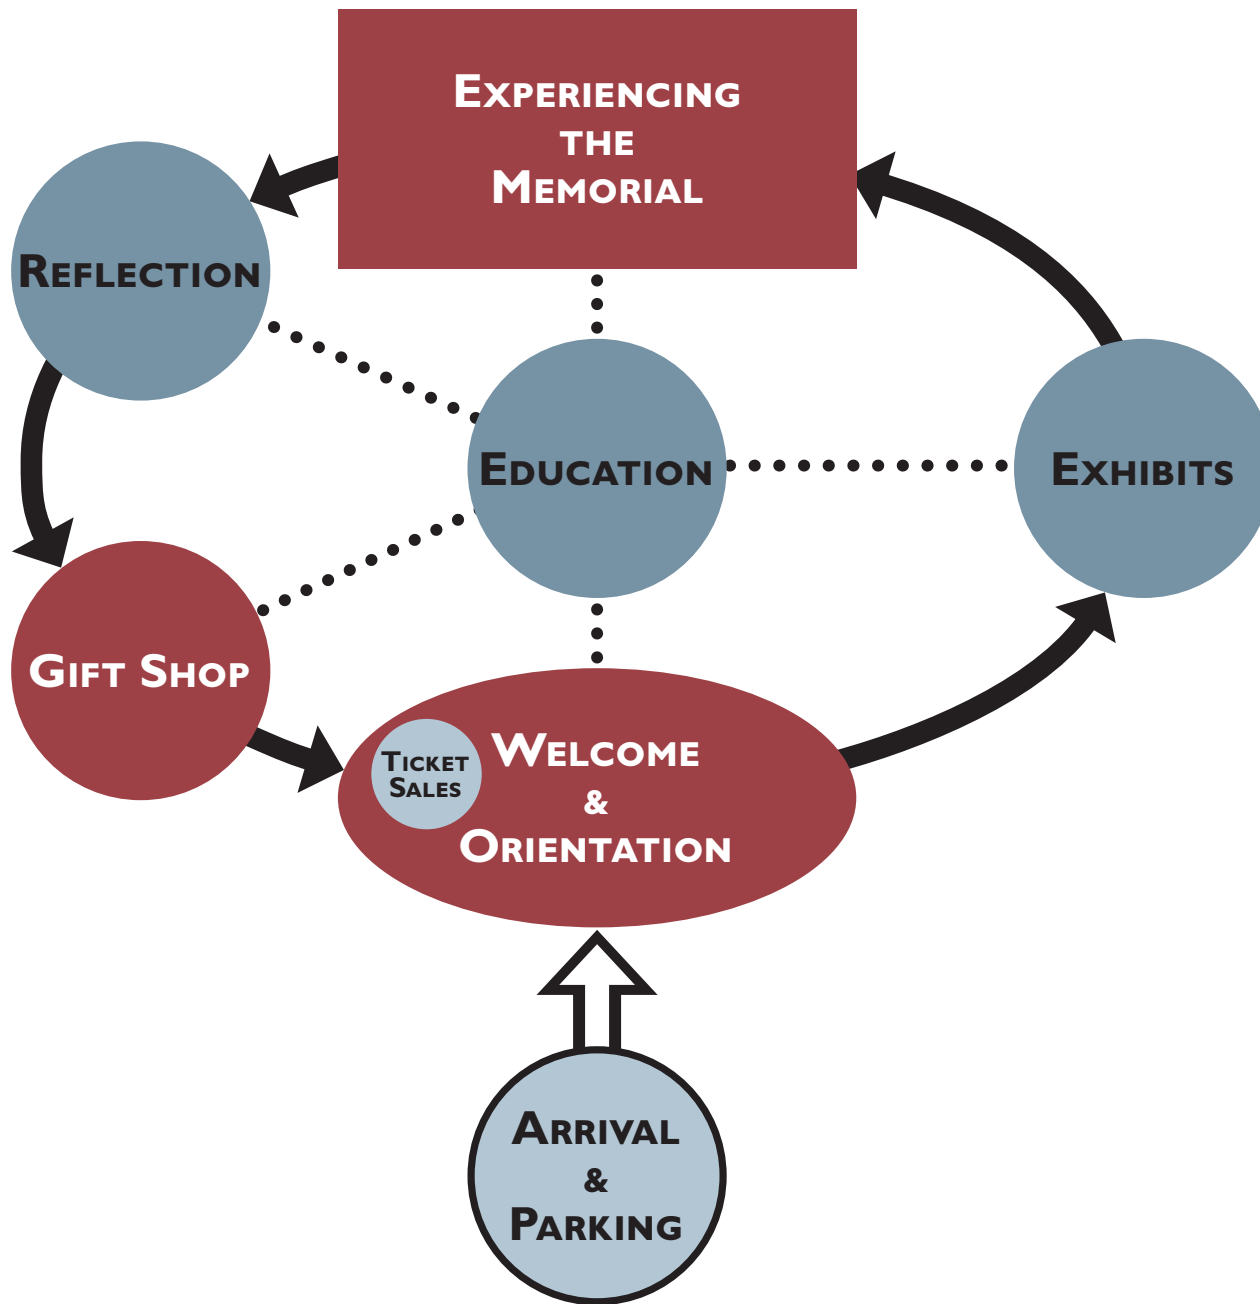 EXPERIENCING
THE
MEMORIAL
REFLECTION
EDUCATION
EXHIBITS
GIFT SHOP
TICKET
SALES
WELCOME
&
ORIENTATION
ARRIVAL
&
PARKING